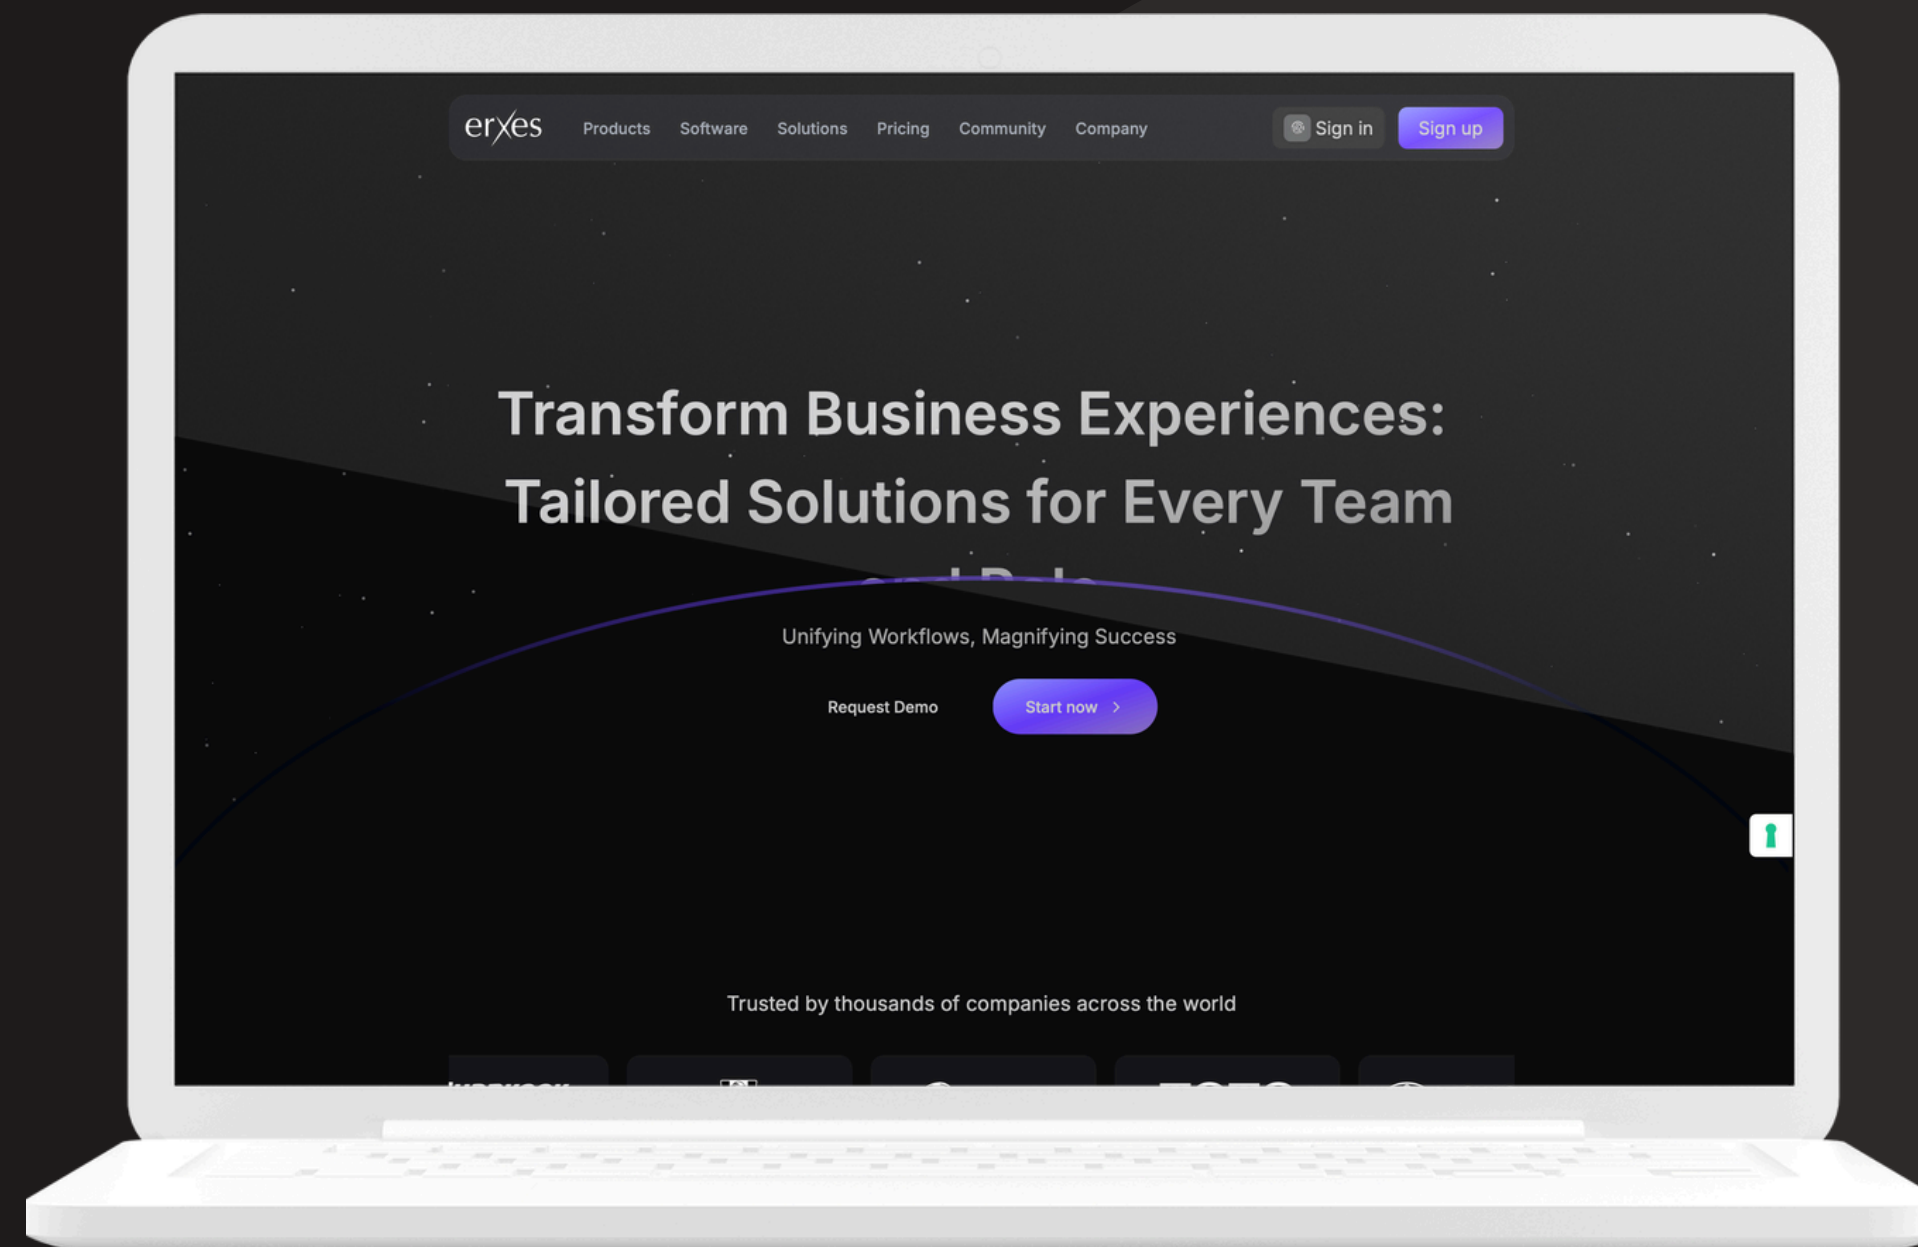 erxes Products Software Solutions Pricing Community Company Sign in Sign up
Transform Business Experiences:
Tailored Solutions for Every Team
Unifying Workflows, Magnifying Success
Request Demo Start now
Trusted by thousands of companies across the world